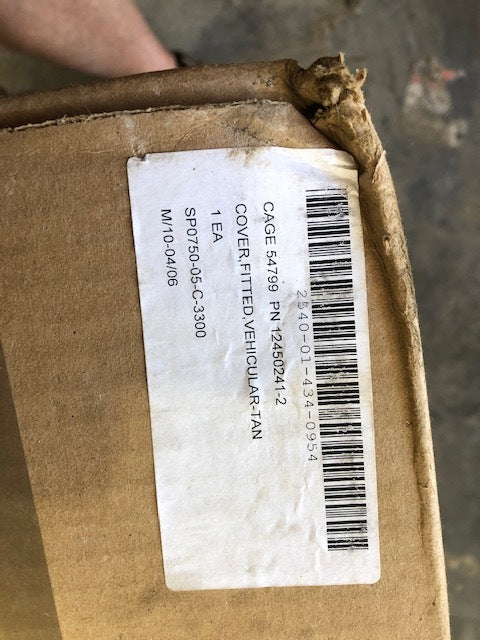 2540-01-434-0954
CAGE 54799 PN 12450241-2
COVER,FITTED,VEHICULAR-TAN
1 EA
SP0750-05-C-3300
M/10-04/06